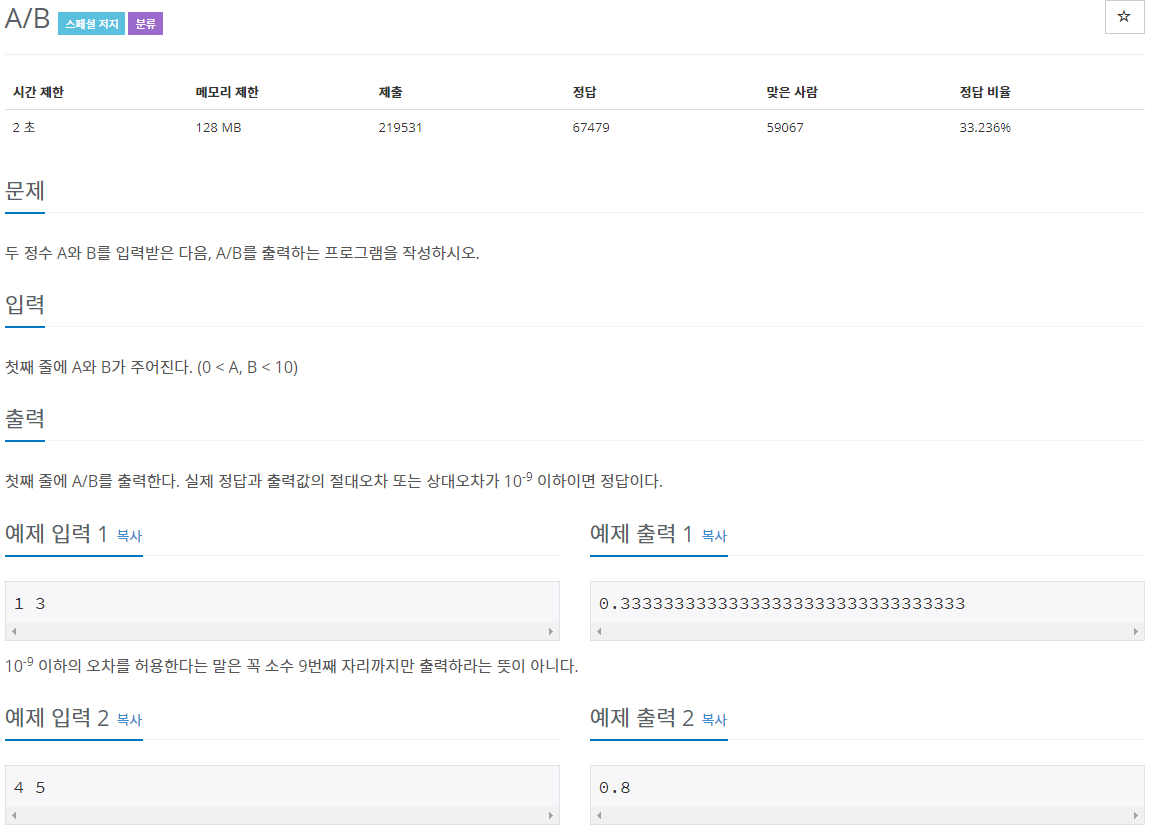 A/B 스페셜 저지 분류
☆
시간 제한 메모리 제한 제출 정답 맞은 사람 정답 비율
2 초 128 MB 219531 67479 59067 33.236%
문제
두 정수 A와 B를 입력받은 다음, A/B를 출력하는 프로그램을 작성하시오.
입력
첫째 줄에 A와 B가 주어진다. (0 < A, B < 10)
출력
첫째 줄에 A/B를 출력한다. 실제 정답과 출력값의 절대오차 또는 상대오차가 10⁻⁹ 이하이면 정답이다.
예제 입력 1 복사
1 3
예제 출력 1 복사
0.33333333333333333333333333333333
10⁻⁹ 이하의 오차를 허용한다는 말은 꼭 소수 9번째 자리까지만 출력하라는 뜻이 아니다.
예제 입력 2 복사
4 5
예제 출력 2 복사
0.8